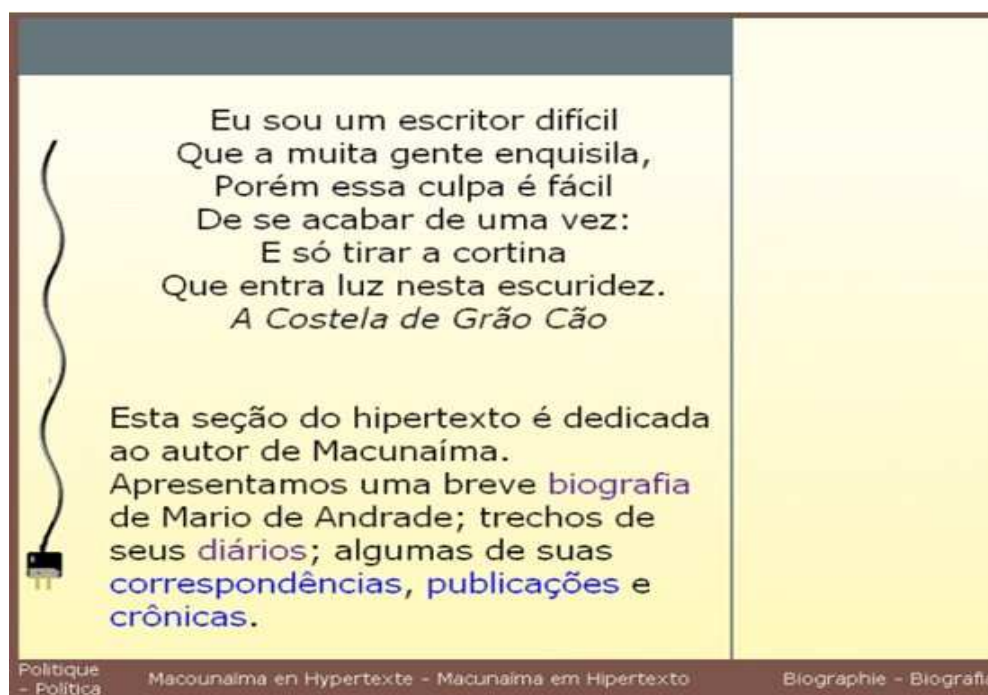 Eu sou um escritor difícil
Que a muita gente enquisila,
Porém essa culpa é fácil
De se acabar de uma vez:
E só tirar a cortina
Que entra luz nesta escuridez.
A Costela de Grão Cão
Esta seção do hipertexto é dedicada
ao autor de Macunaíma.
Apresentamos uma breve biografia
de Mario de Andrade; trechos de
seus diários; algumas de suas
correspondências, publicações e
crônicas.
Politique
– Política
Macounaïma en Hypertexte – Macunaíma em Hipertexto
Biographie – Biografia